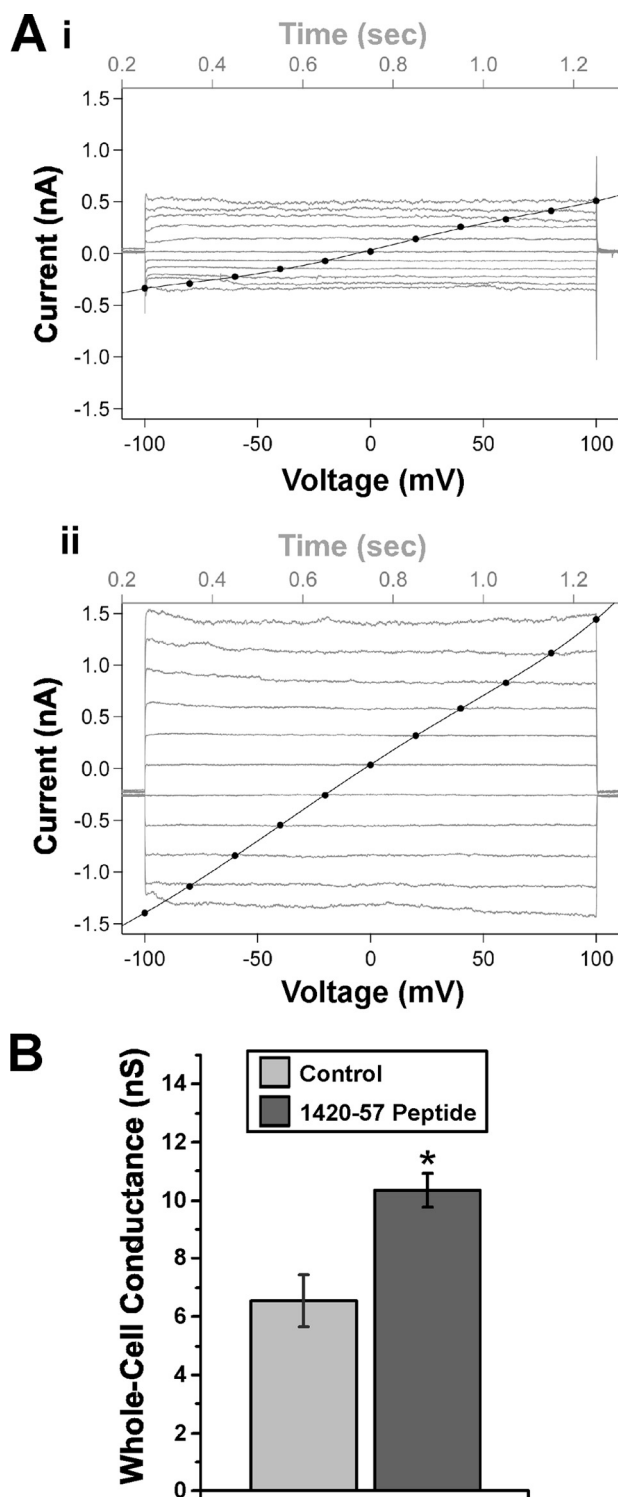 A i
Time (sec)
0.2 0.4 0.6 0.8 1.0 1.2
1.5
1.0
0.5
0.0
-0.5
-1.0
-1.5
Current (nA)
-100 -50 0 50 100
Voltage (mV)
ii
Time (sec)
0.2 0.4 0.6 0.8 1.0 1.2
1.5
1.0
0.5
0.0
-0.5
-1.0
-1.5
Current (nA)
-100 -50 0 50 100
Voltage (mV)
B
Whole-Cell Conductance (nS)
14
12
10
8
6
4
2
0
Control
1420-57 Peptide
*